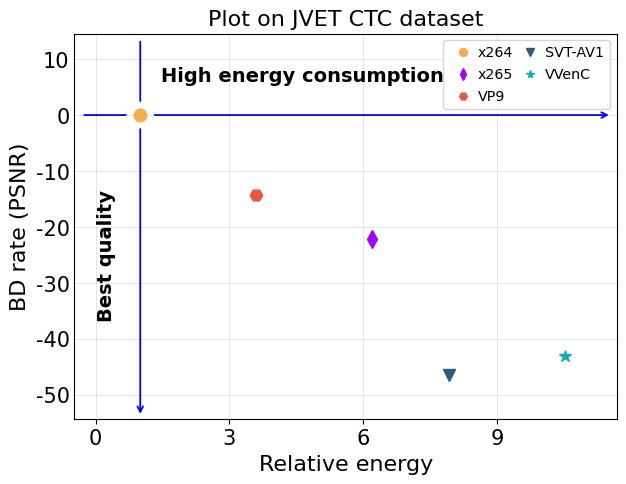 Plot on JVET CTC dataset
High energy consumption
x264
x265
VP9
SVT-AV1
VVenC
10
0
-10
-20
-30
-40
-50
BD rate (PSNR)
Best quality
0 3 6 9
Relative energy